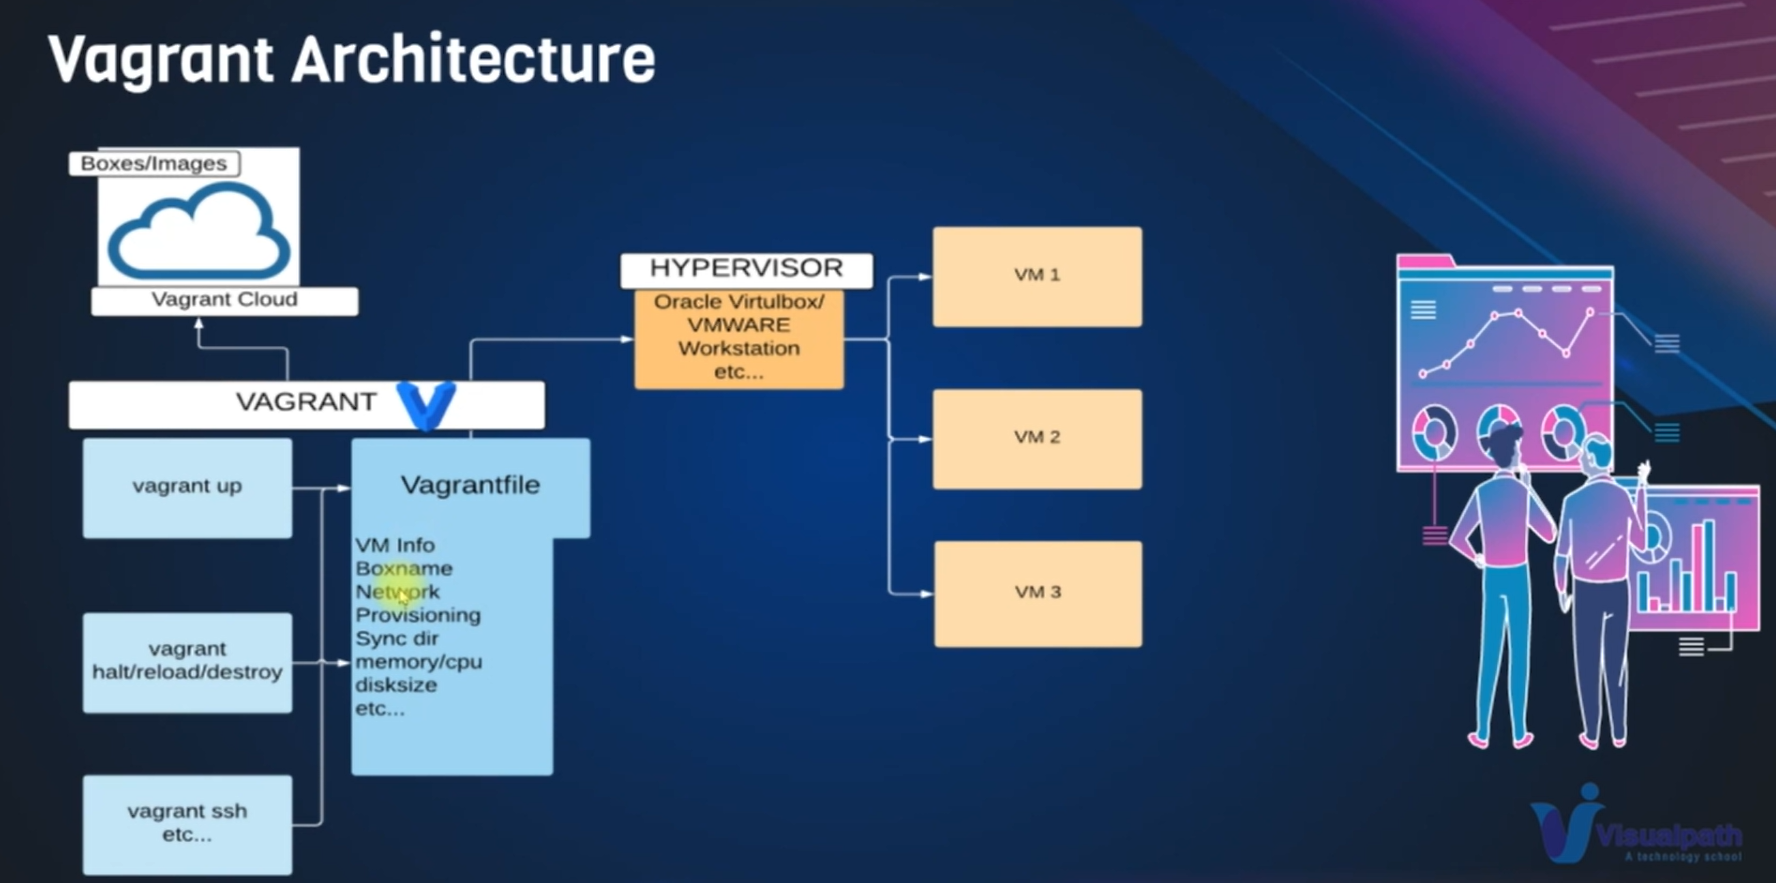 Vagrant Architecture
Boxes/Images
Vagrant Cloud
VAGRANT
vagrant up
vagrant
halt/reload/destroy
vagrant ssh
etc...
Vagrantfile
VM Info
Boxname
Network
Provisioning
Sync dir
memory/cpu
disksize
etc...
HYPERVISOR
Oracle Virtulbox/
VMWARE
Workstation
etc...
VM 1
VM 2
VM 3
Visualpath
A technology school